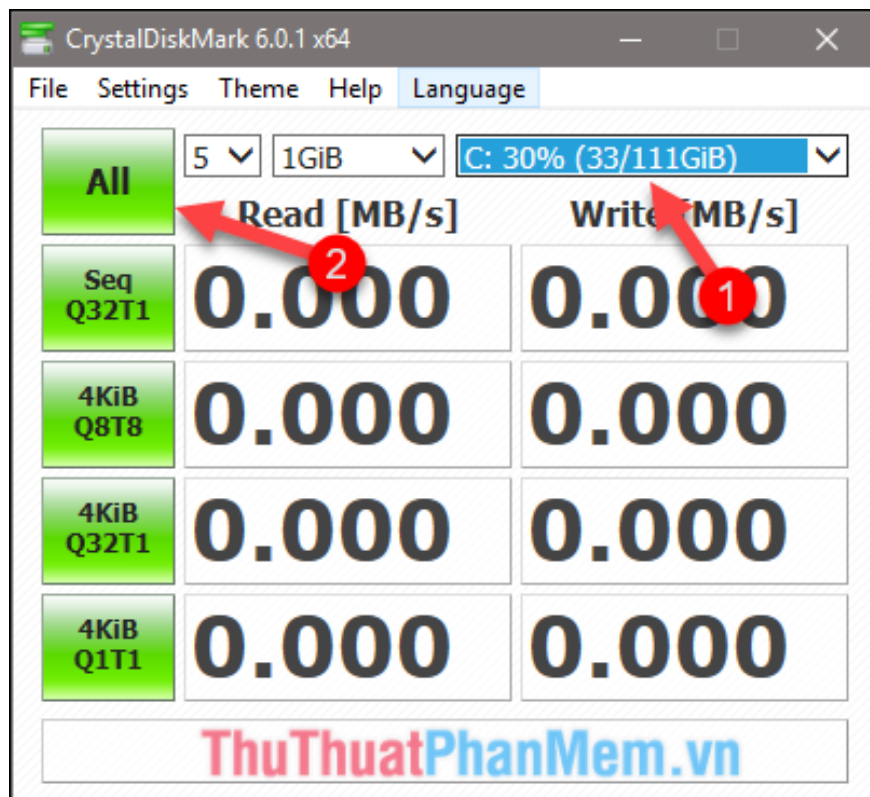 CrystalDiskMark 6.0.1 x64
File Settings Theme Help Language
All 5 1GiB C: 30% (33/111GiB)
Read [MB/s] Write [MB/s]
2
1
Seq
Q32T1 0.000 0.000
4KiB
Q8T8 0.000 0.000
4KiB
Q32T1 0.000 0.000
4KiB
Q1T1 0.000 0.000
ThuThuatPhanMem.vn